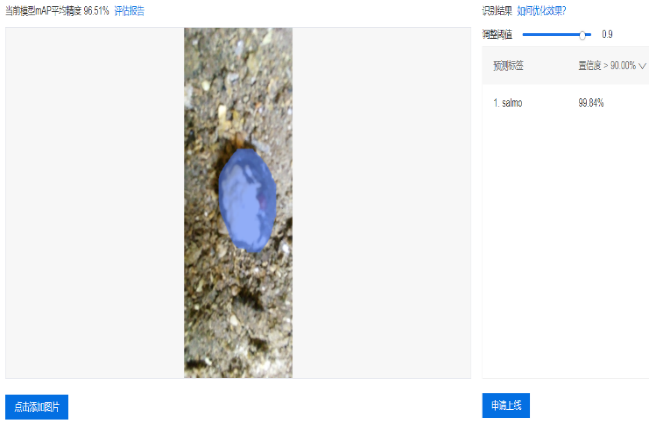 当前模型mAP平均精度 96.51% 评估报告
识别结果 如何优化效果?
调整阈值 0.9
预测标签 置信度 > 90.00%
1. salmo 99.84%
点击添加图片
申请上线